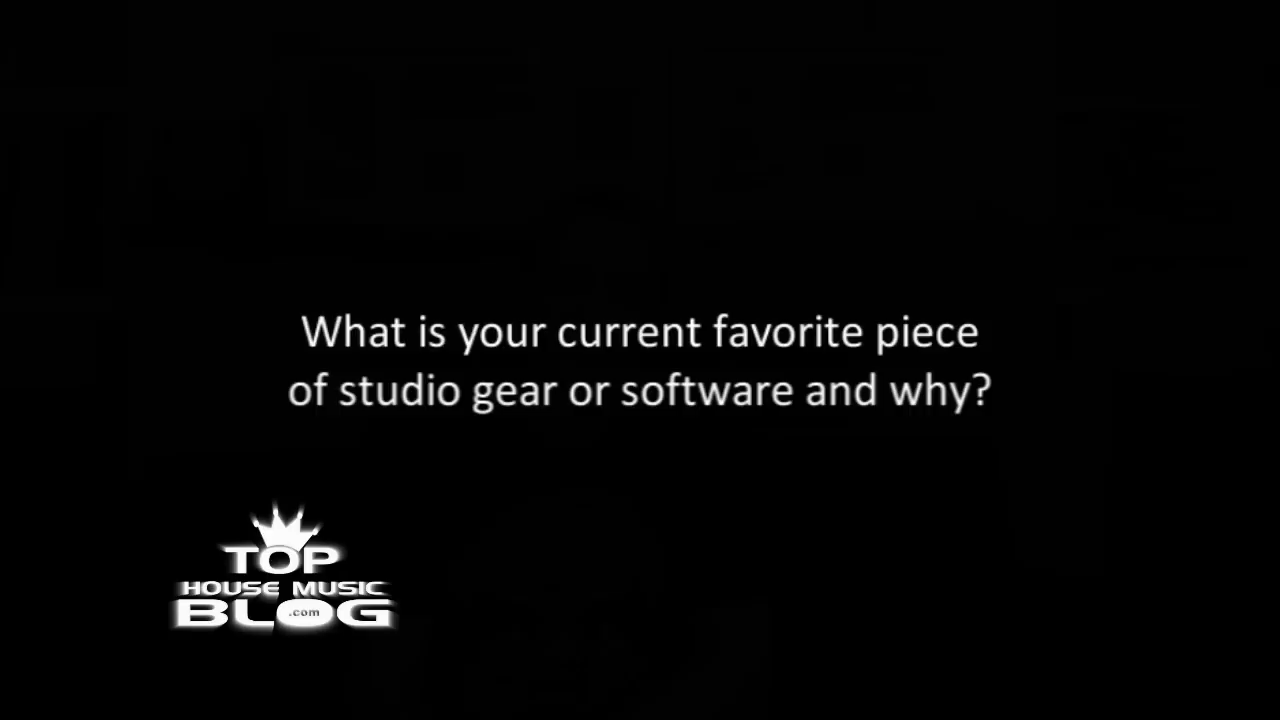 What is your current favorite piece
of studio gear or software and why?
TOP
HOUSE MUSIC
BLOG
.com